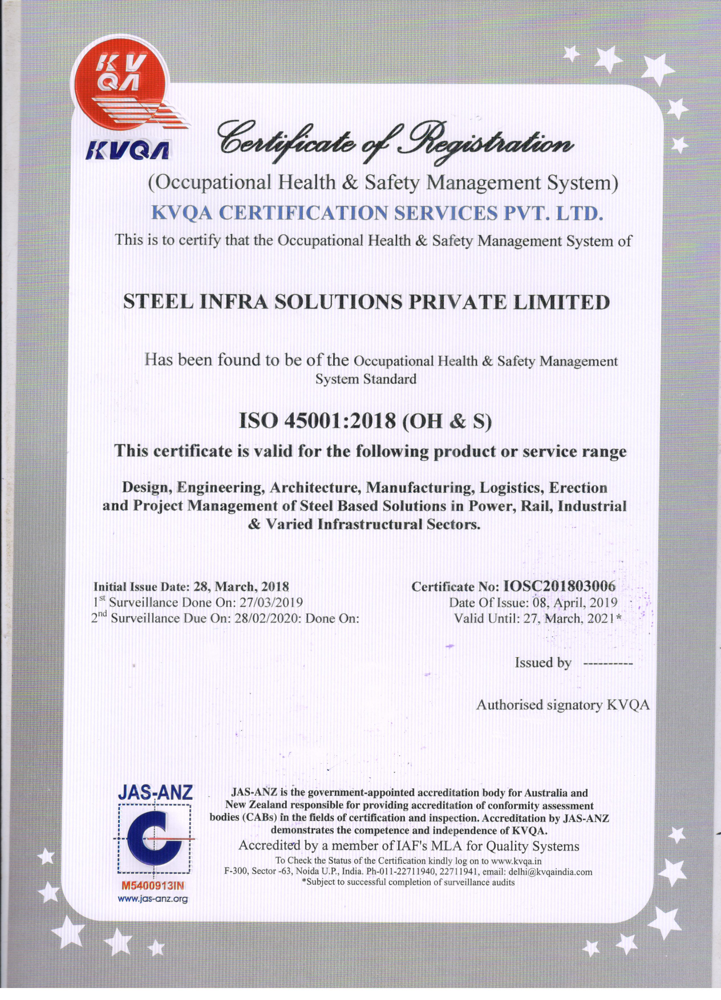 KV
QA
KVQA
Certificate of Registration
(Occupational Health & Safety Management System)
KVQA CERTIFICATION SERVICES PVT. LTD.
This is to certify that the Occupational Health & Safety Management System of
STEEL INFRA SOLUTIONS PRIVATE LIMITED
Has been found to be of the Occupational Health & Safety Management
System Standard
ISO 45001:2018 (OH & S)
This certificate is valid for the following product or service range
Design, Engineering, Architecture, Manufacturing, Logistics, Erection
and Project Management of Steel Based Solutions in Power, Rail, Industrial
& Varied Infrastructural Sectors.
Initial Issue Date: 28, March, 2018
1st Surveillance Done On: 27/03/2019
2nd Surveillance Due On: 28/02/2020: Done On:
Certificate No: IOSC201803006
Date Of Issue: 08, April, 2019
Valid Until: 27, March, 2021*
Issued by ----------
Authorised signatory KVQA
JAS-ANZ
M5400913IN
www.jas-anz.org
JAS-ANZ is the government-appointed accreditation body for Australia and
New Zealand responsible for providing accreditation of conformity assessment
bodies (CABs) in the fields of certification and inspection. Accreditation by JAS-ANZ
demonstrates the competence and independence of KVQA.
Accredited by a member of IAF's MLA for Quality Systems
To Check the Status of the Certification kindly log on to www.kvqa.in
F-300, Sector -63, Noida U.P., India. Ph-011-22711940, 22711941, email: delhi@kvqaindia.com
*Subject to successful completion of surveillance audits